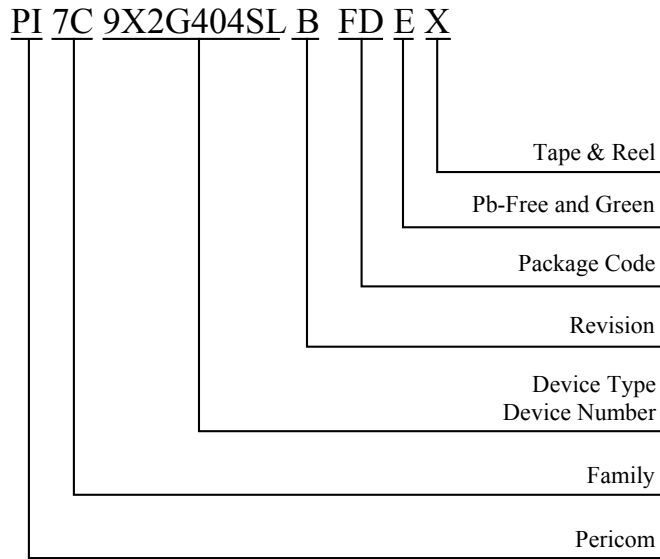 PI 7C 9X2G404SL B FD E X
Tape & Reel
Pb-Free and Green
Package Code
Revision
Device Type
Device Number
Family
Pericom